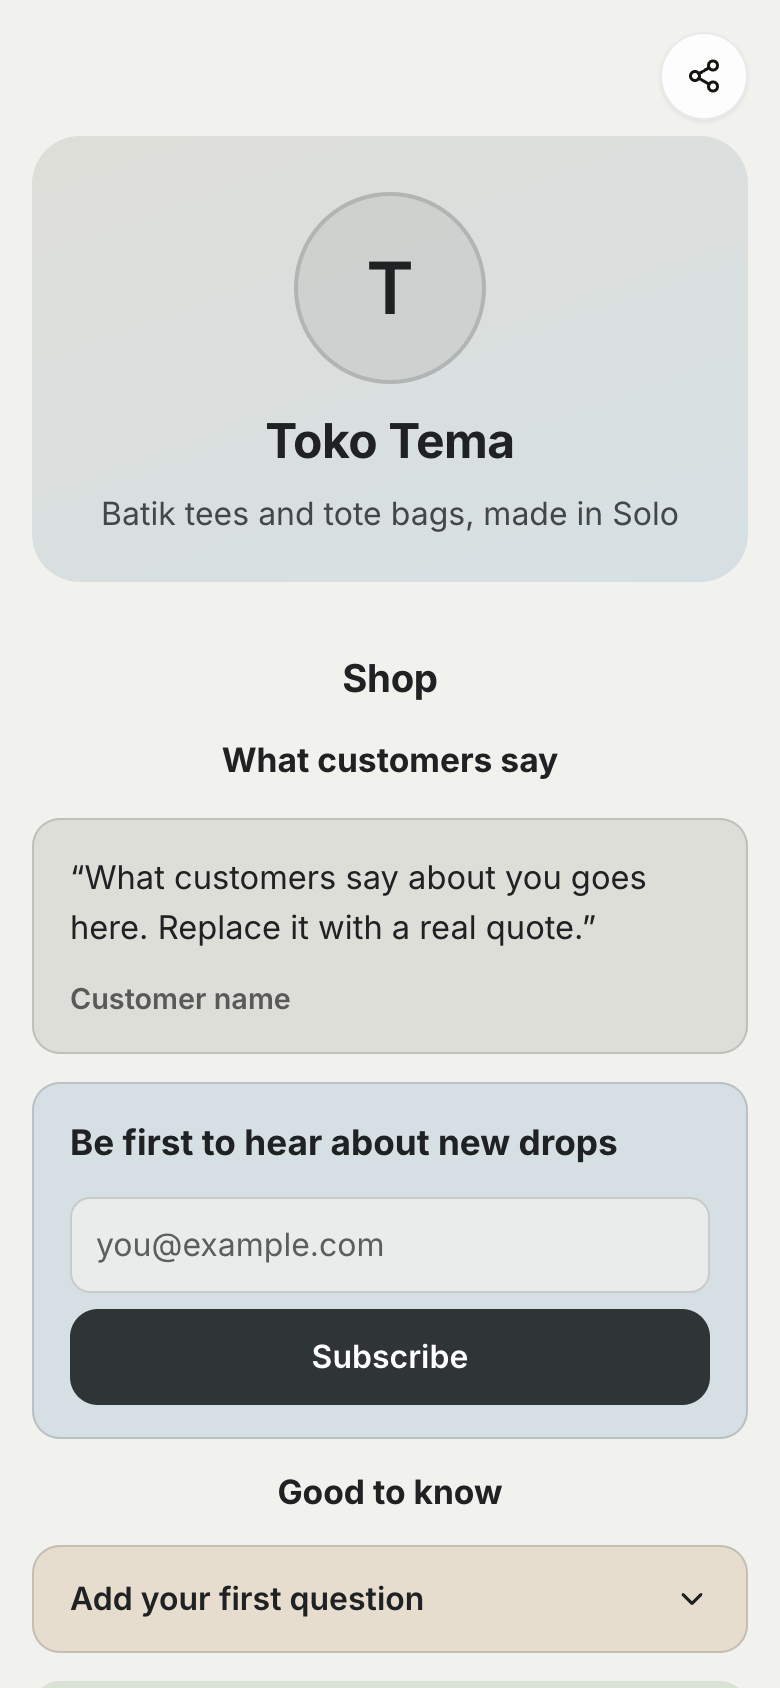 T
Toko Tema
Batik tees and tote bags, made in Solo
Shop
What customers say
“What customers say about you goes
here. Replace it with a real quote.”
Customer name
Be first to hear about new drops
you@example.com
Subscribe
Good to know
Add your first question